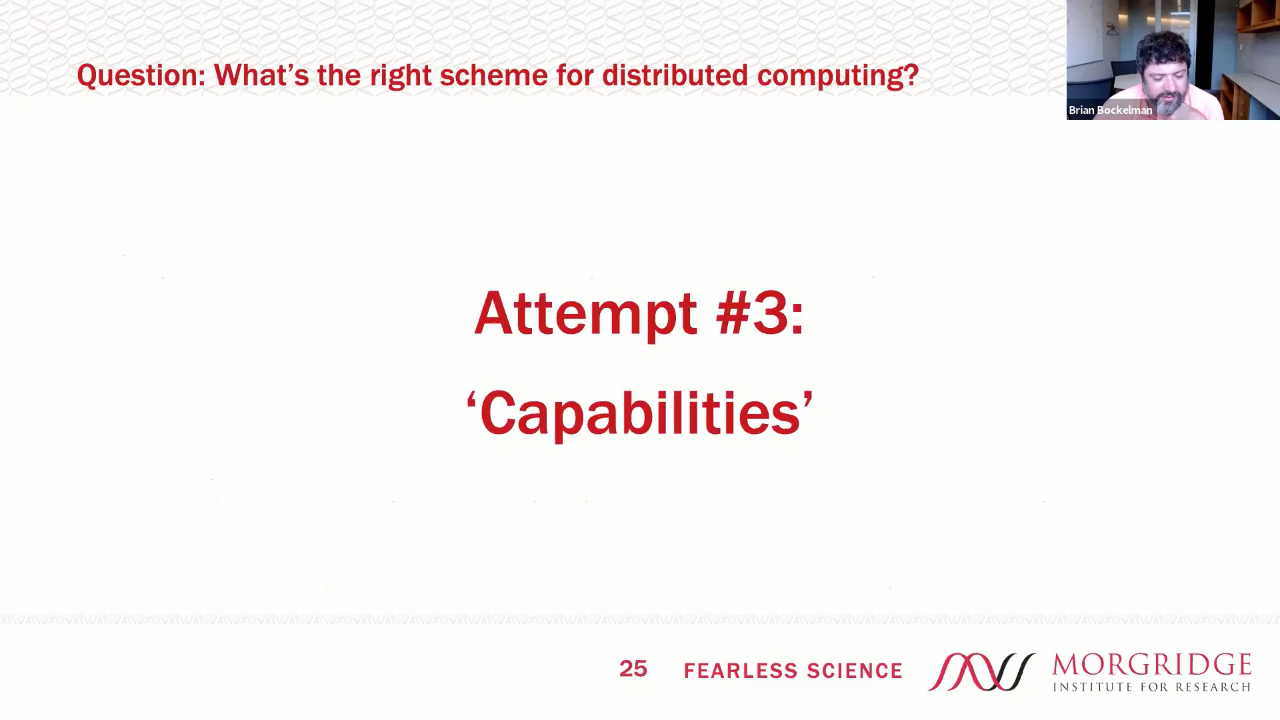 Question: What’s the right scheme for distributed computing?
Brian Bockelman
Attempt #3:
‘Capabilities’
25
FEARLESS SCIENCE
MORGRIDGE
INSTITUTE FOR RESEARCH